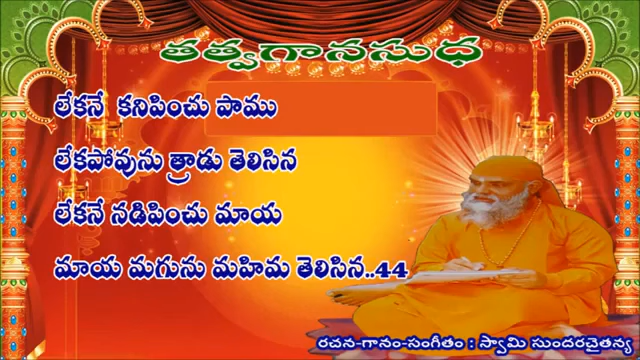 తత్వగానసుధ
లేకనే కనిపించు పాము
లేకపోవును త్రాడు తెలిసిన
లేకనే నడిపించు మాయ
మాయ మగును మహిమ తెలిసిన..44
రచన-గానం-సంగీతం : స్వామి సుందరచైతన్య